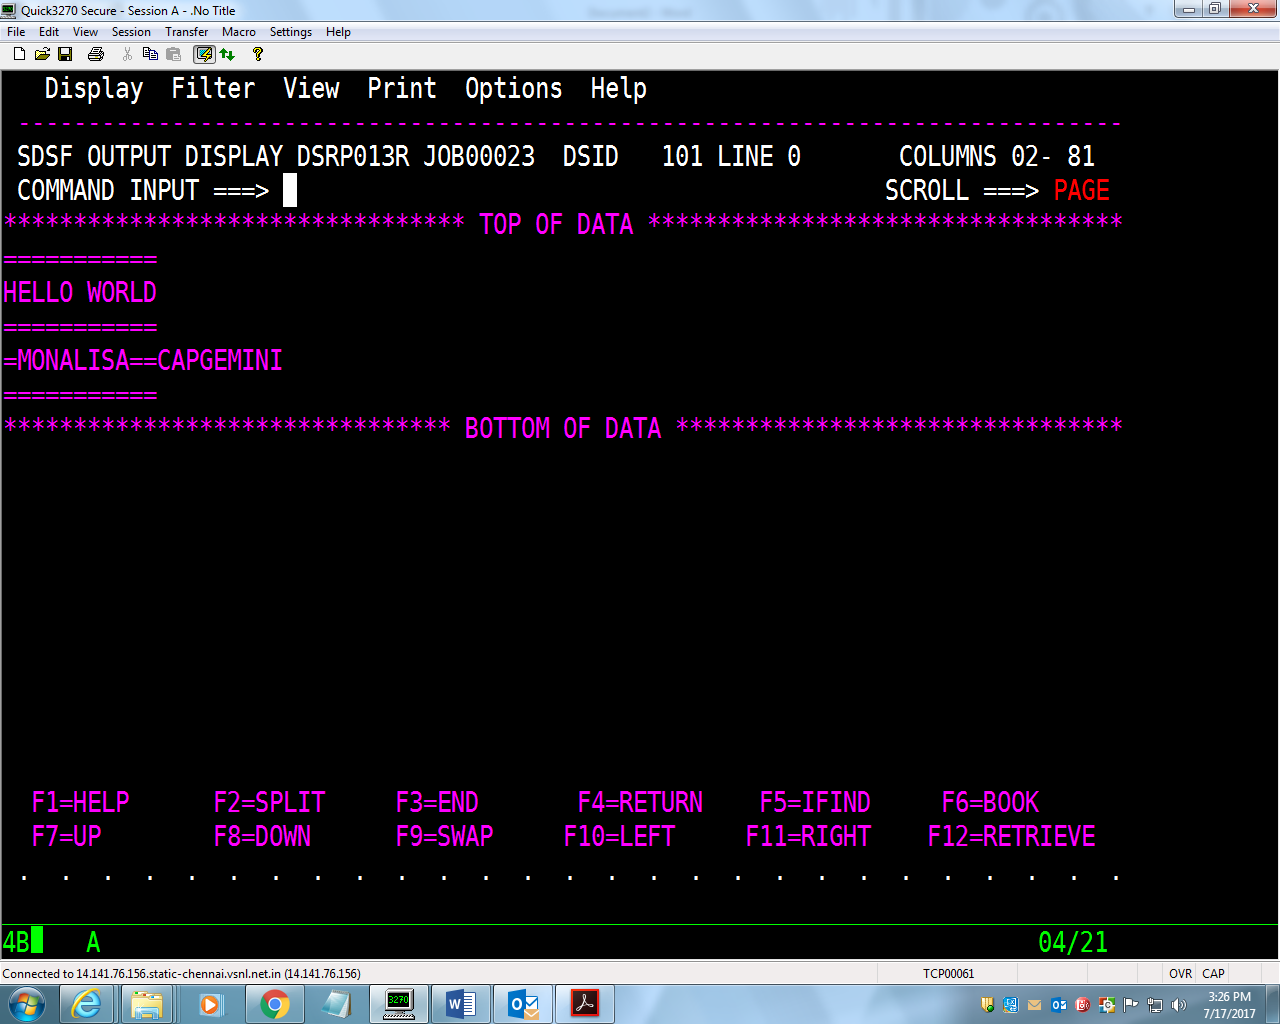 Quick3270 Secure - Session A - .No Title
File Edit View Session Transfer Macro Settings Help
Display Filter View Print Options Help
-------------------------------------------------------------------------------
SDSF OUTPUT DISPLAY DSRP013R JOB00023 DSID 101 LINE 0 COLUMNS 02- 81
COMMAND INPUT ===> SCROLL ===> PAGE
********************************* TOP OF DATA **********************************
===========
HELLO WORLD
===========
=MONALISA==CAPGEMINI
===========
******************************** BOTTOM OF DATA ********************************
F1=HELP F2=SPLIT F3=END F4=RETURN F5=IFIND F6=BOOK
F7=UP F8=DOWN F9=SWAP F10=LEFT F11=RIGHT F12=RETRIEVE
. . . . . . . . . . . . . . . . . . . . . . . . . . .
4B A 04/21
Connected to 14.141.76.156.static-chennai.vsnl.net.in (14.141.76.156) TCP00061 OVR CAP
3270
3:26 PM
7/17/2017